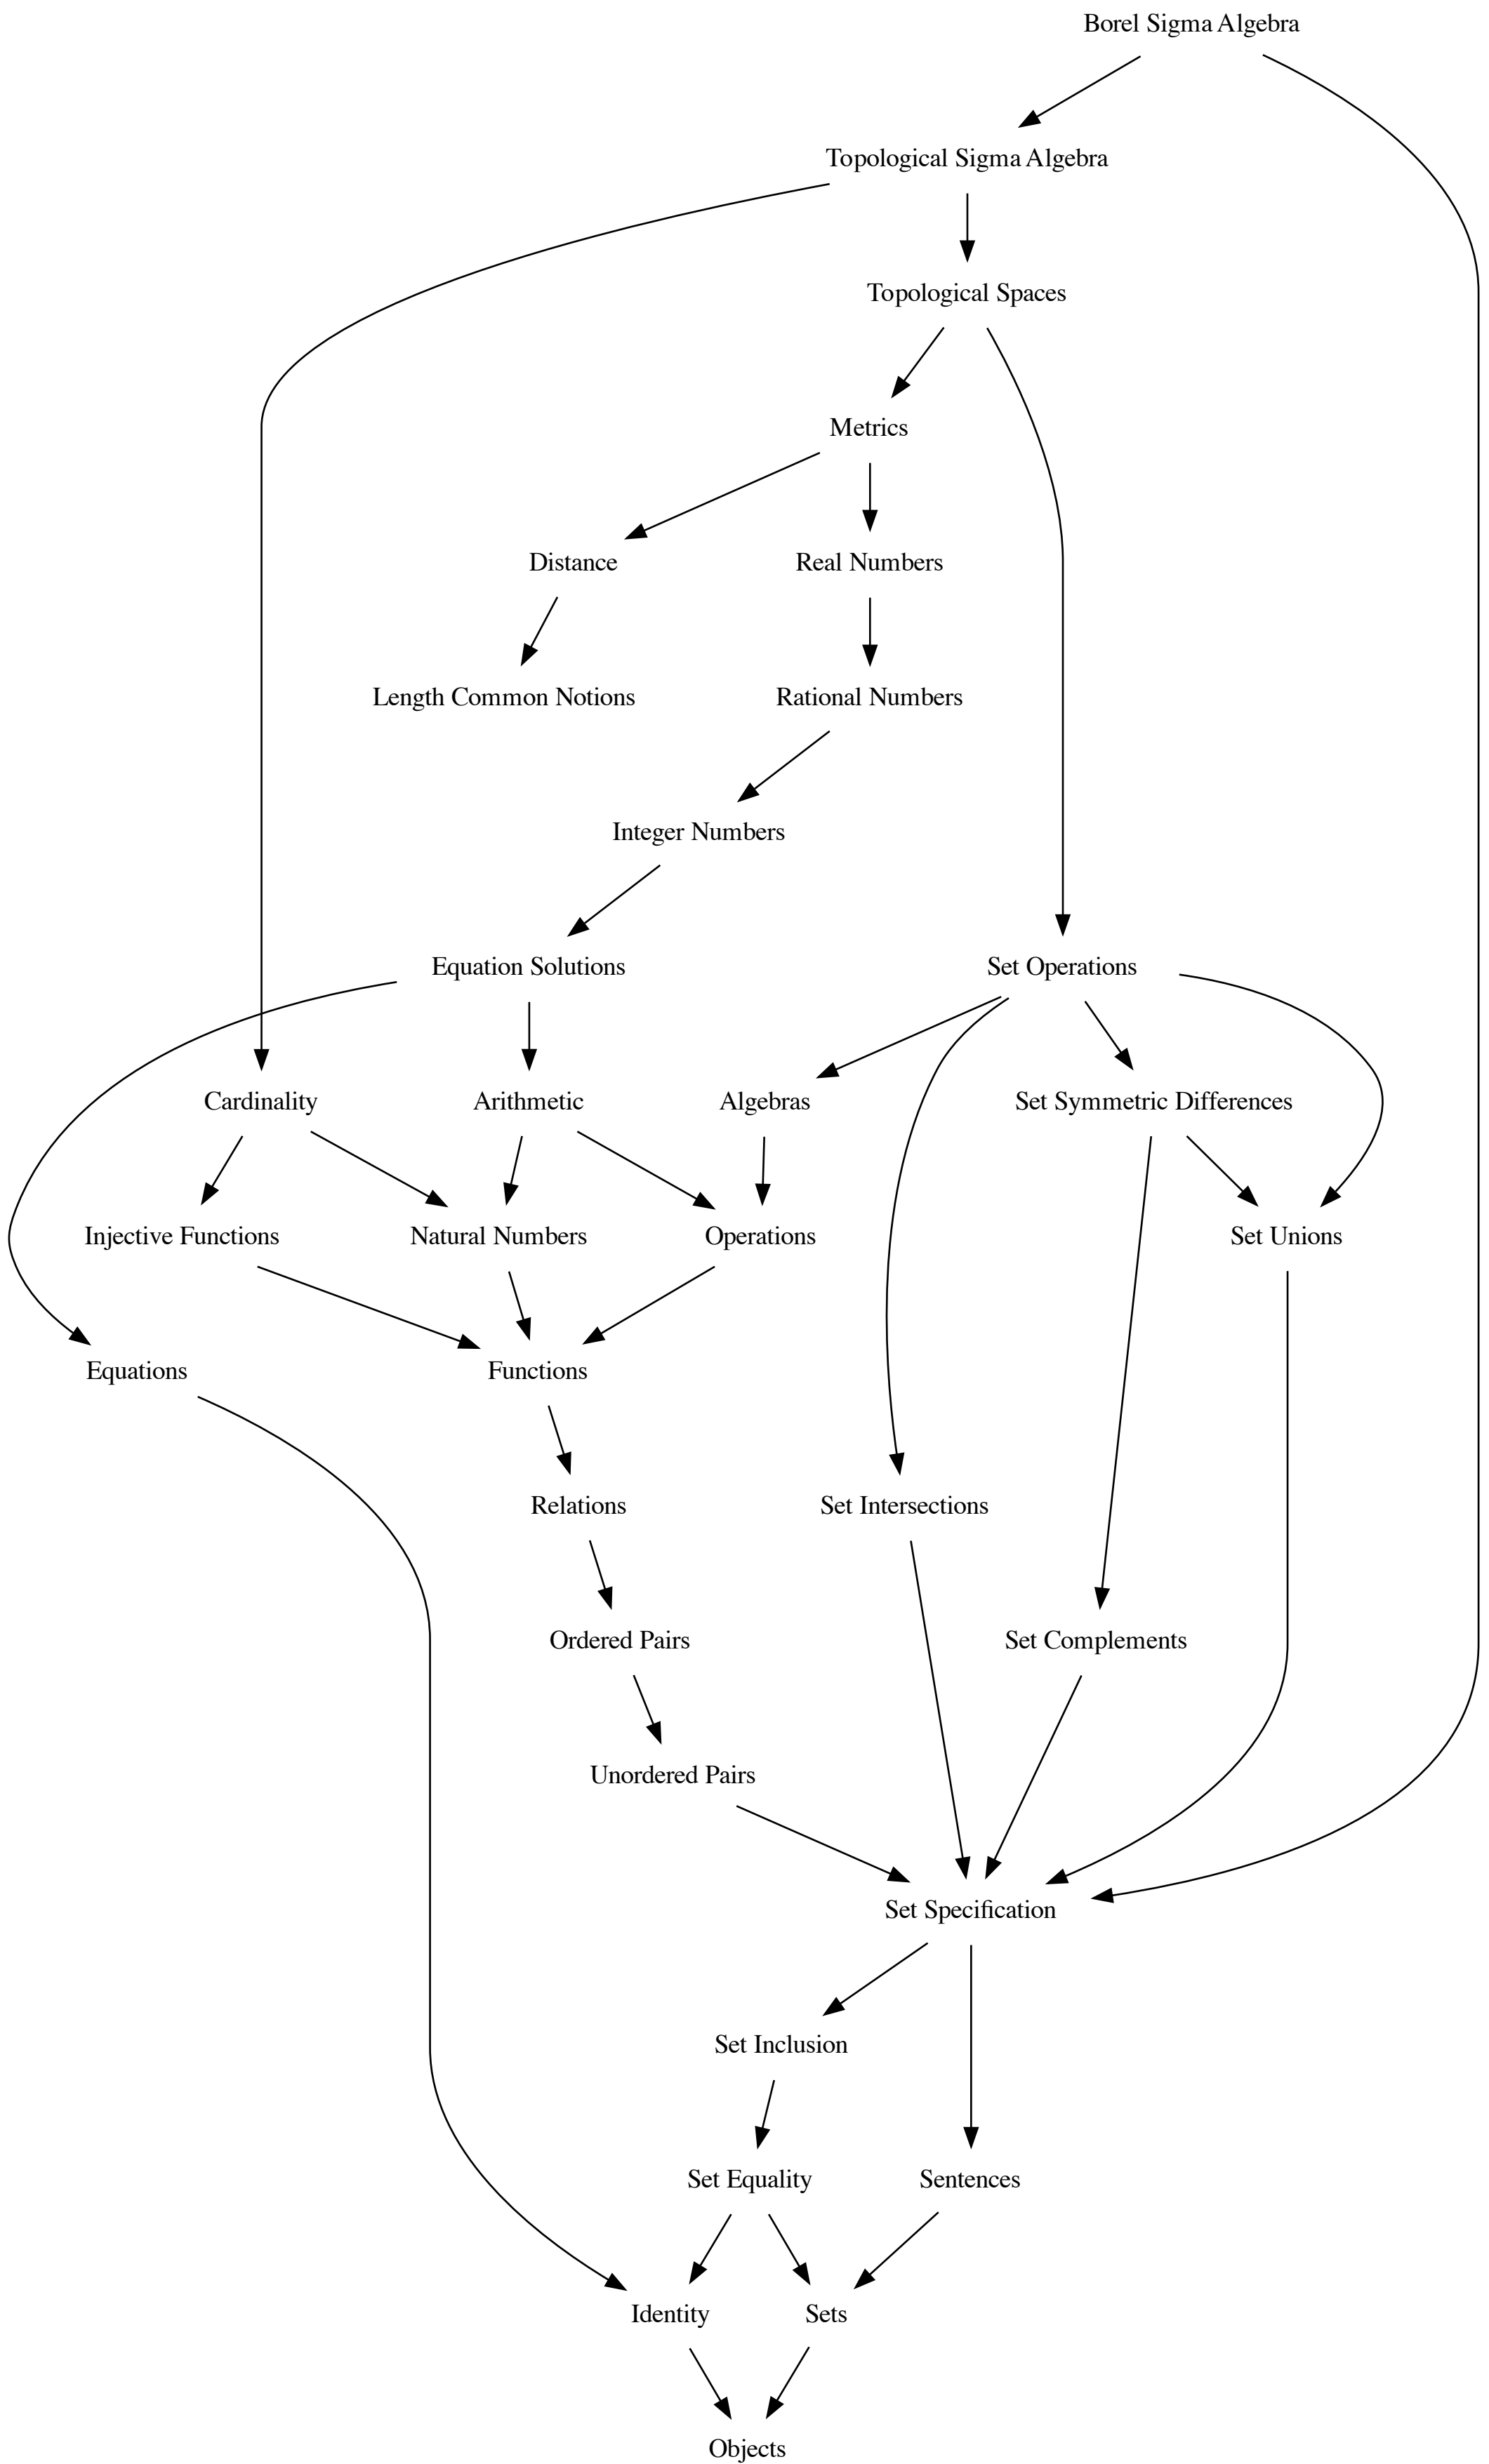 Borel Sigma Algebra
Topological Sigma Algebra
Topological Spaces
Metrics
Distance
Real Numbers
Length Common Notions
Rational Numbers
Integer Numbers
Equation Solutions
Set Operations
Cardinality
Arithmetic
Algebras
Set Symmetric Differences
Injective Functions
Natural Numbers
Operations
Set Unions
Equations
Functions
Relations
Set Intersections
Ordered Pairs
Set Complements
Unordered Pairs
Set Specification
Set Inclusion
Set Equality
Sentences
Identity
Sets
Objects